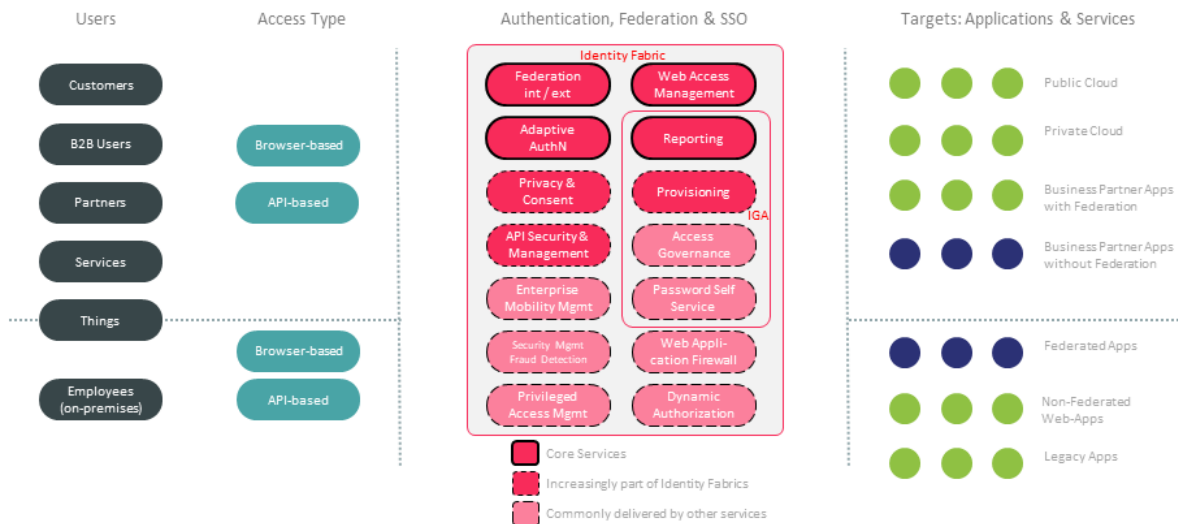 Users
Access Type
Authentication, Federation & SSO
Targets: Applications & Services
Customers
B2B Users
Partners
Services
Things
Employees
(on-premises)
Browser-based
API-based
Browser-based
API-based
Identity Fabric
Federation
int / ext
Web Access
Management
Adaptive
AuthN
Reporting
Privacy &
Consent
Provisioning
IGA
API Security &
Management
Access
Governance
Enterprise
Mobility Mgmt
Password Self
Service
Security Mgmt
Fraud Detection
Web Appli-
cation Firewall
Privileged
Access Mgmt
Dynamic
Authorization
Core Services
Increasingly part of Identity Fabrics
Commonly delivered by other services
Public Cloud
Private Cloud
Business Partner Apps
with Federation
Business Partner Apps
without Federation
Federated Apps
Non-Federated
Web-Apps
Legacy Apps